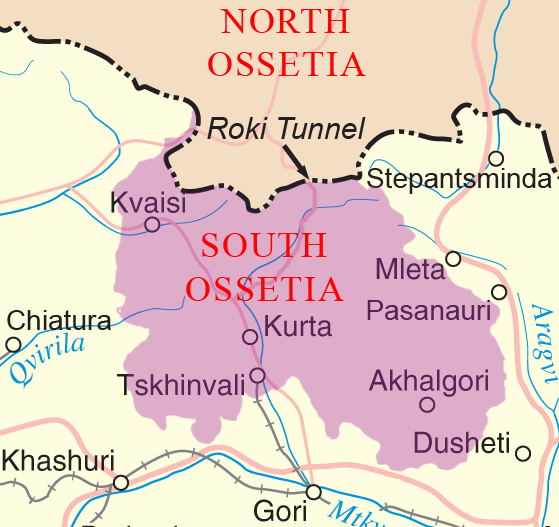 NORTH
OSSETIA
Roki Tunnel
Stepantsminda
Kvaisi
SOUTH
OSSETIA
Mleta
Pasanauri
Chiatura
Kurta
Qvirila
Aragvi
Tskhinvali
Akhalgori
Dusheti
Khashuri
Gori